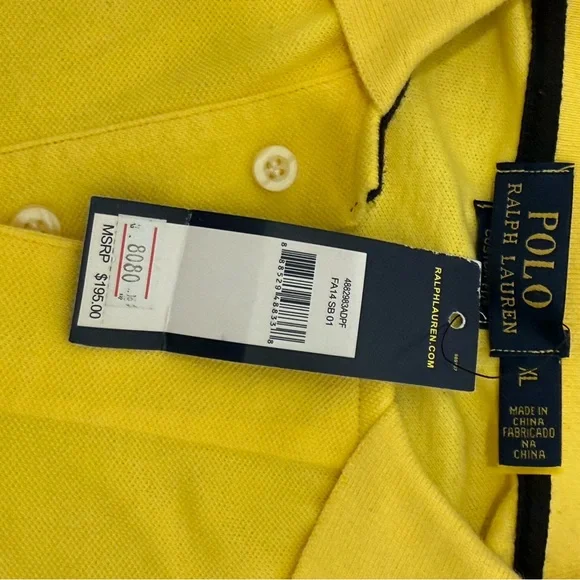 POLO
RALPH LAUREN
XL
MADE IN
CHINA
FABRICADO
NA
CHINA
RALPHLAUREN.COM
4882983ADPF
FA14 SB 01
8080
MSRP $195.00